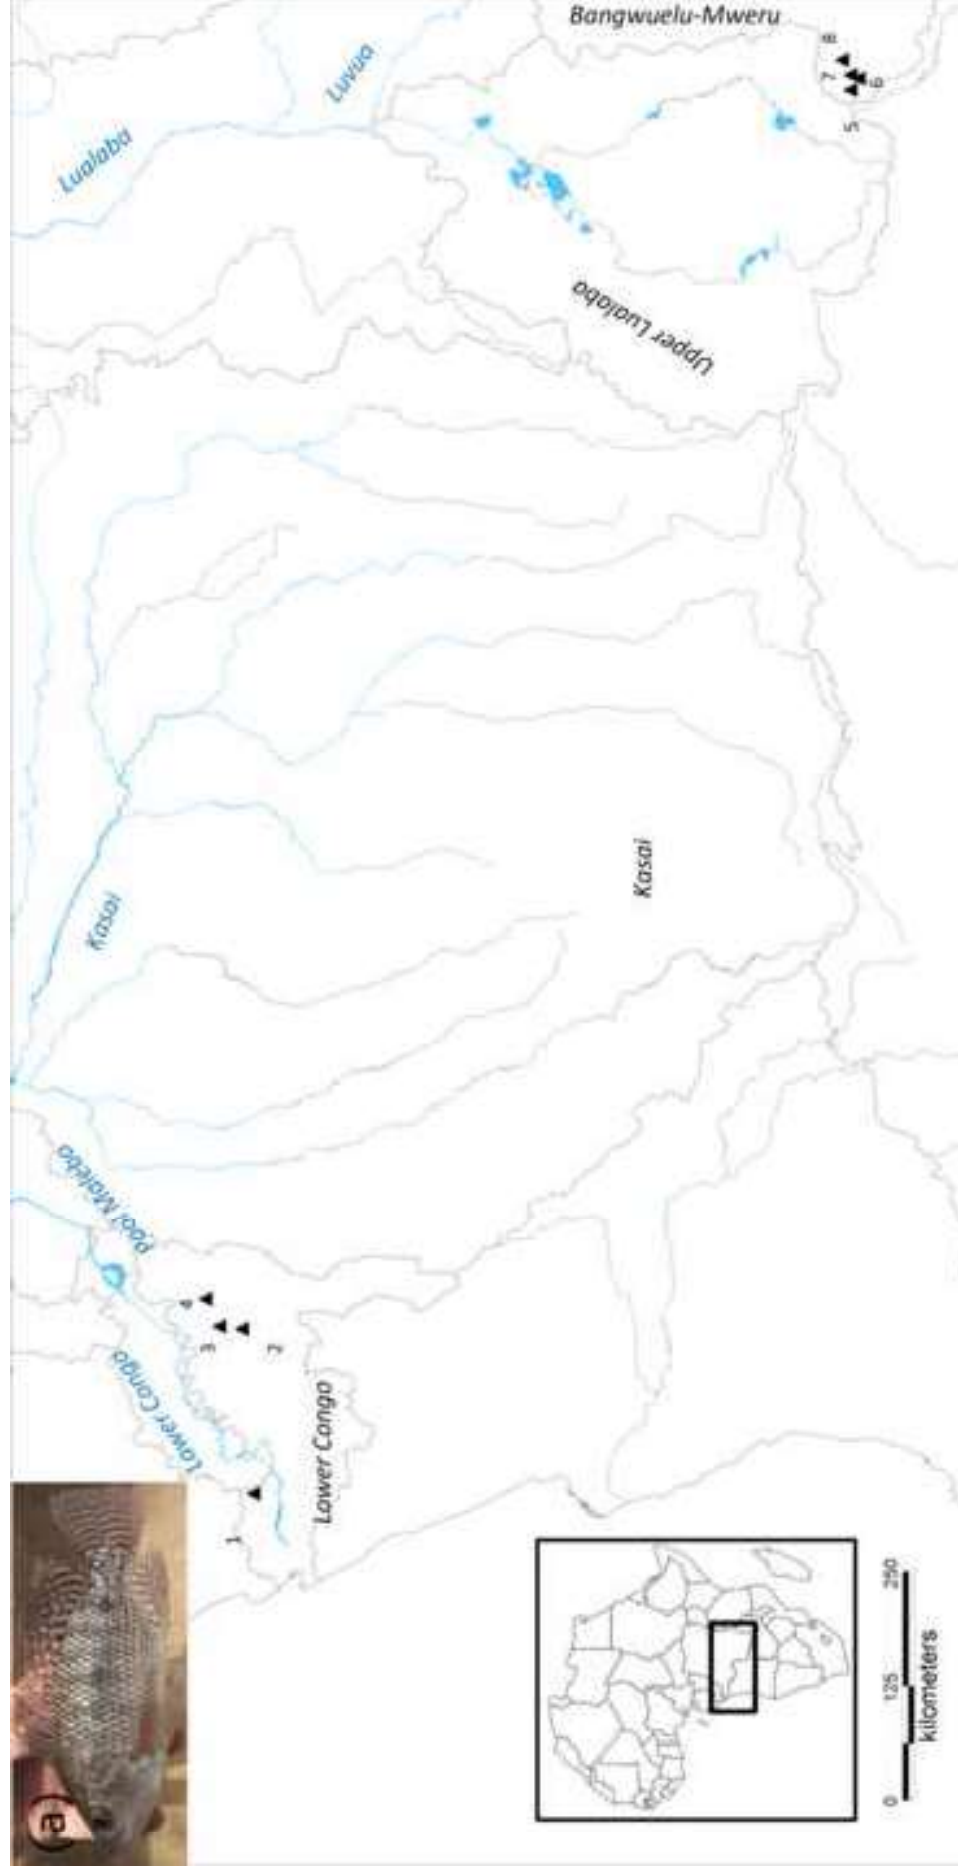 (a)
Lower Congo
Pool Malebo
Kasai
Lualaba
Luvua
1
2
3
4
Lower Congo
Kasai
Upper Lualaba
Bangwuelu-Mweru
5
6
7
8
0 125 250
kilometers